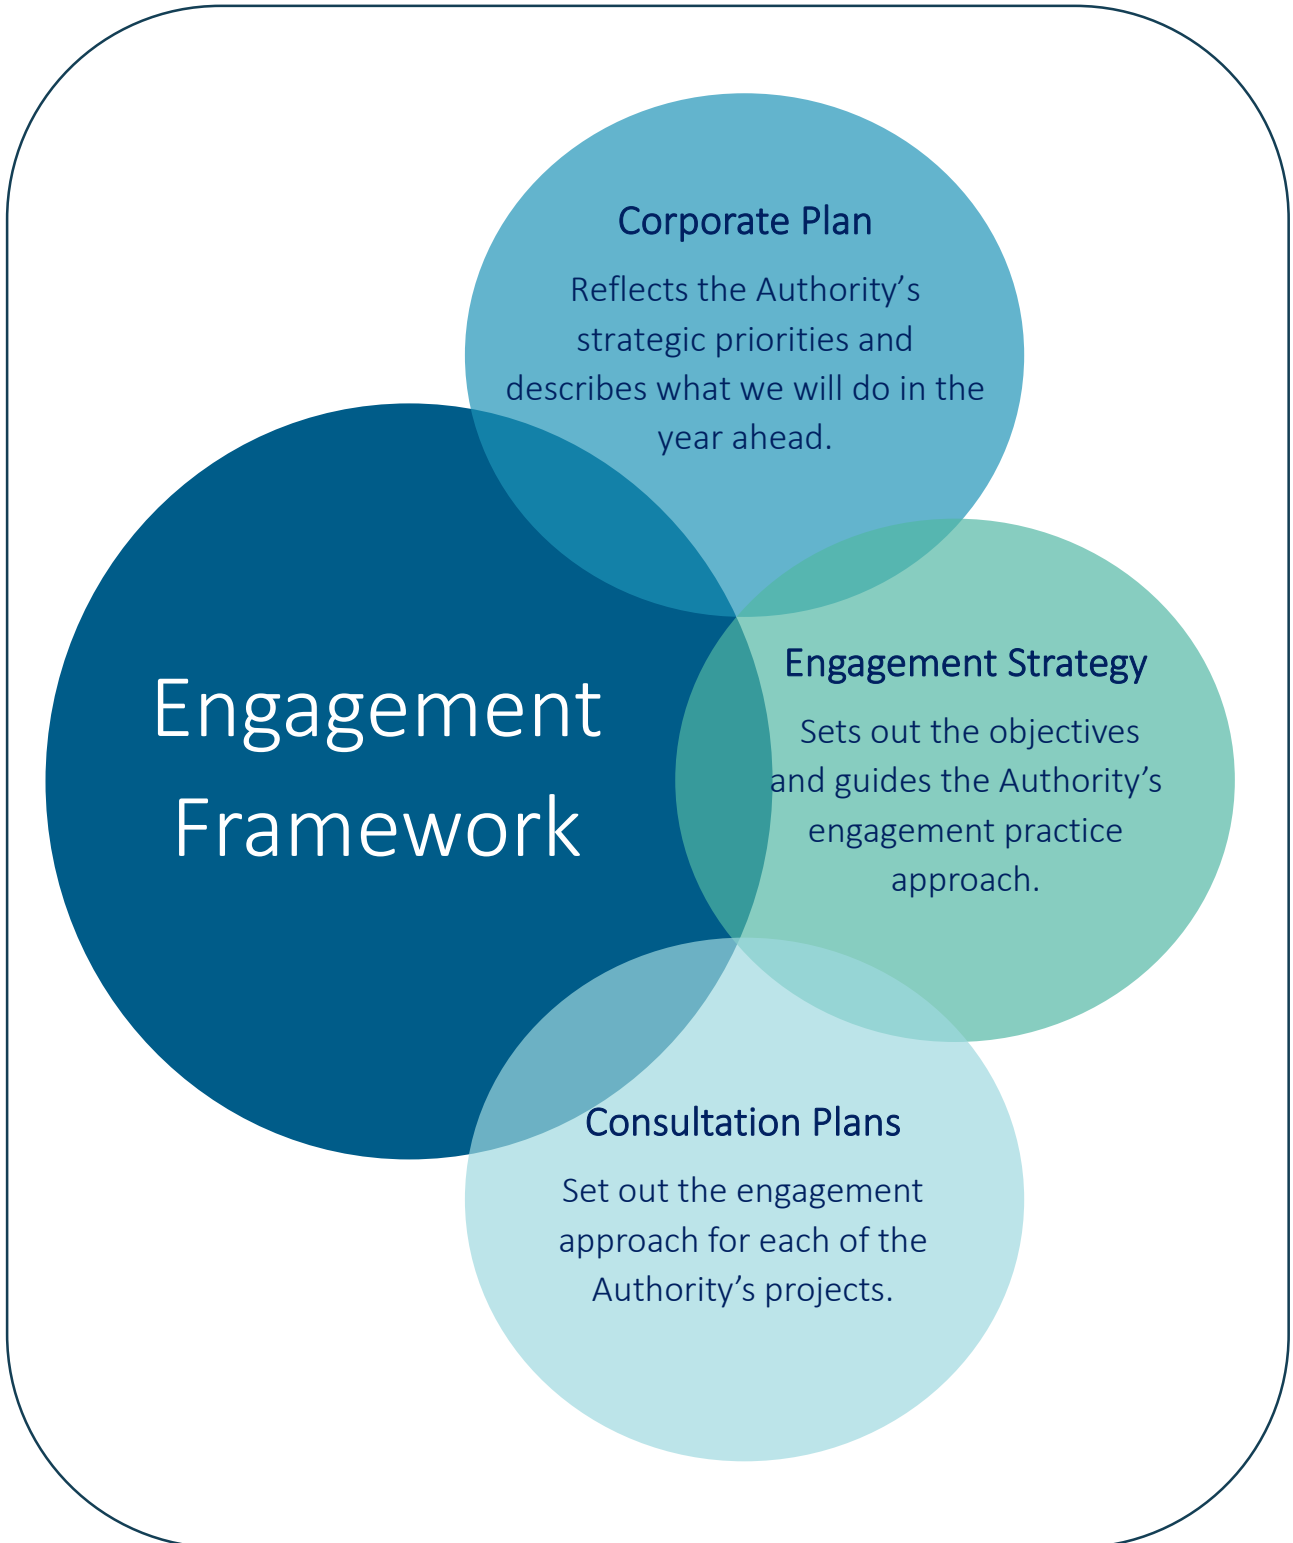 Corporate Plan
Reflects the Authority’s
strategic priorities and
describes what we will do in the
year ahead.
Engagement
Framework
Engagement Strategy
Sets out the objectives
and guides the Authority’s
engagement practice
approach.
Consultation Plans
Set out the engagement
approach for each of the
Authority’s projects.